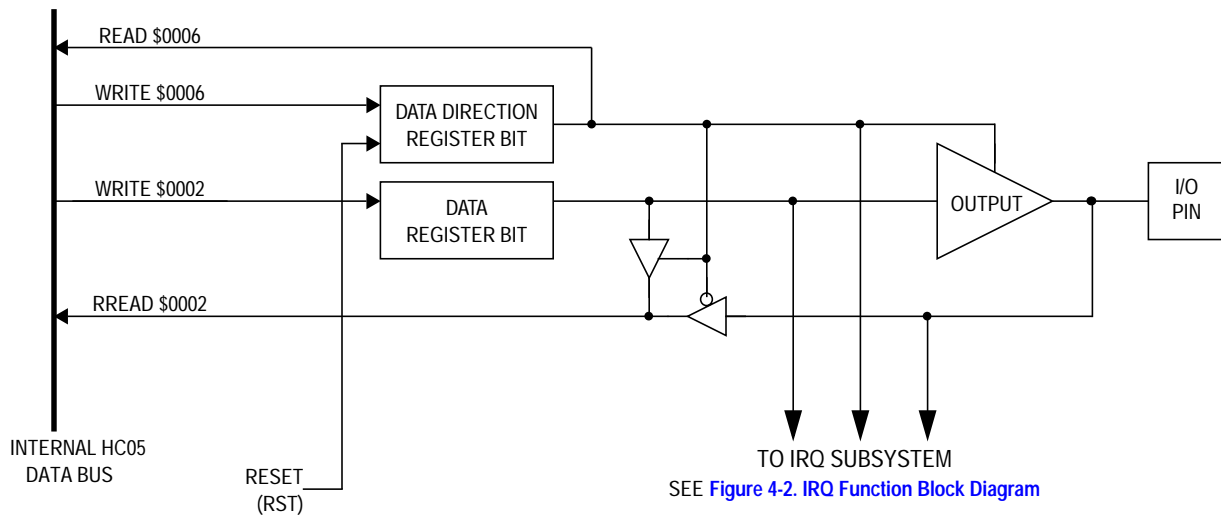 READ $0006
WRITE $0006
DATA DIRECTION
REGISTER BIT
WRITE $0002
DATA
REGISTER BIT
OUTPUT
I/O
PIN
RREAD $0002
INTERNAL HC05
DATA BUS
RESET
(RST)
TO IRQ SUBSYSTEM
SEE Figure 4-2. IRQ Function Block Diagram